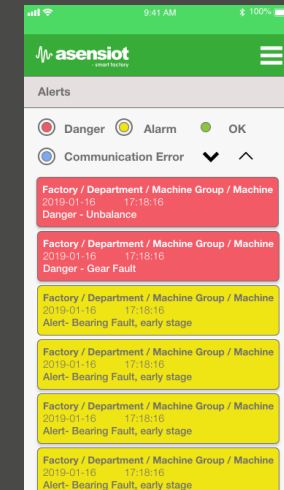 9:41 AM
100%
asensiot
smart factory
Alerts
Danger Alarm OK
Communication Error
Factory / Department / Machine Group / Machine
2019-01-16 17:18:16
Danger - Unbalance
Factory / Department / Machine Group / Machine
2019-01-16 17:18:16
Danger - Gear Fault
Factory / Department / Machine Group / Machine
2019-01-16 17:18:16
Alert- Bearing Fault, early stage
Factory / Department / Machine Group / Machine
2019-01-16 17:18:16
Alert- Bearing Fault, early stage
Factory / Department / Machine Group / Machine
2019-01-16 17:18:16
Alert- Bearing Fault, early stage
Factory / Department / Machine Group / Machine
2019-01-16 17:18:16
Alert- Bearing Fault, early stage